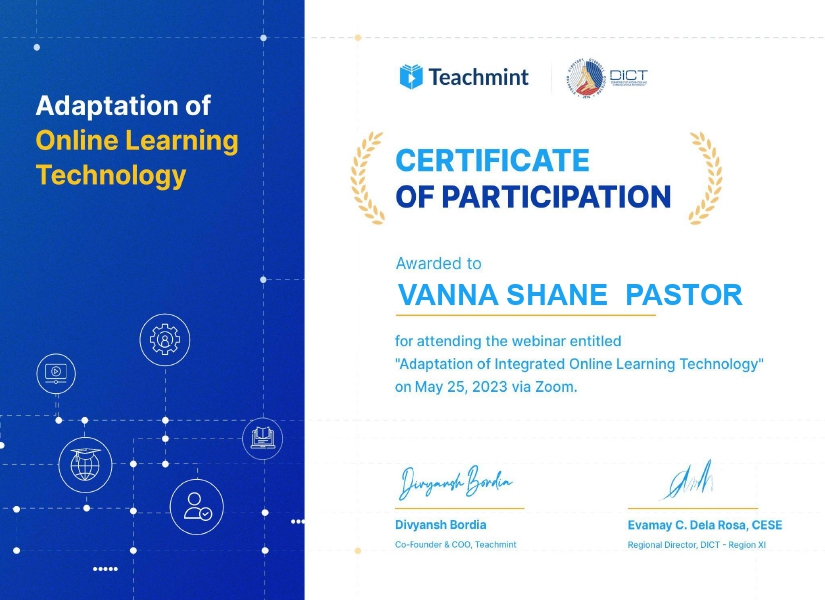 Adaptation of
Online Learning
Technology
Teachmint
DICT
CERTIFICATE
OF PARTICIPATION
Awarded to
VANNA SHANE PASTOR
for attending the webinar entitled
"Adaptation of Integrated Online Learning Technology"
on May 25, 2023 via Zoom.
Divyansh Bordia
Divyansh Bordia
Co-Founder & COO, Teachmint
Evamay C. Dela Rosa, CESE
Regional Director, DICT - Region XI